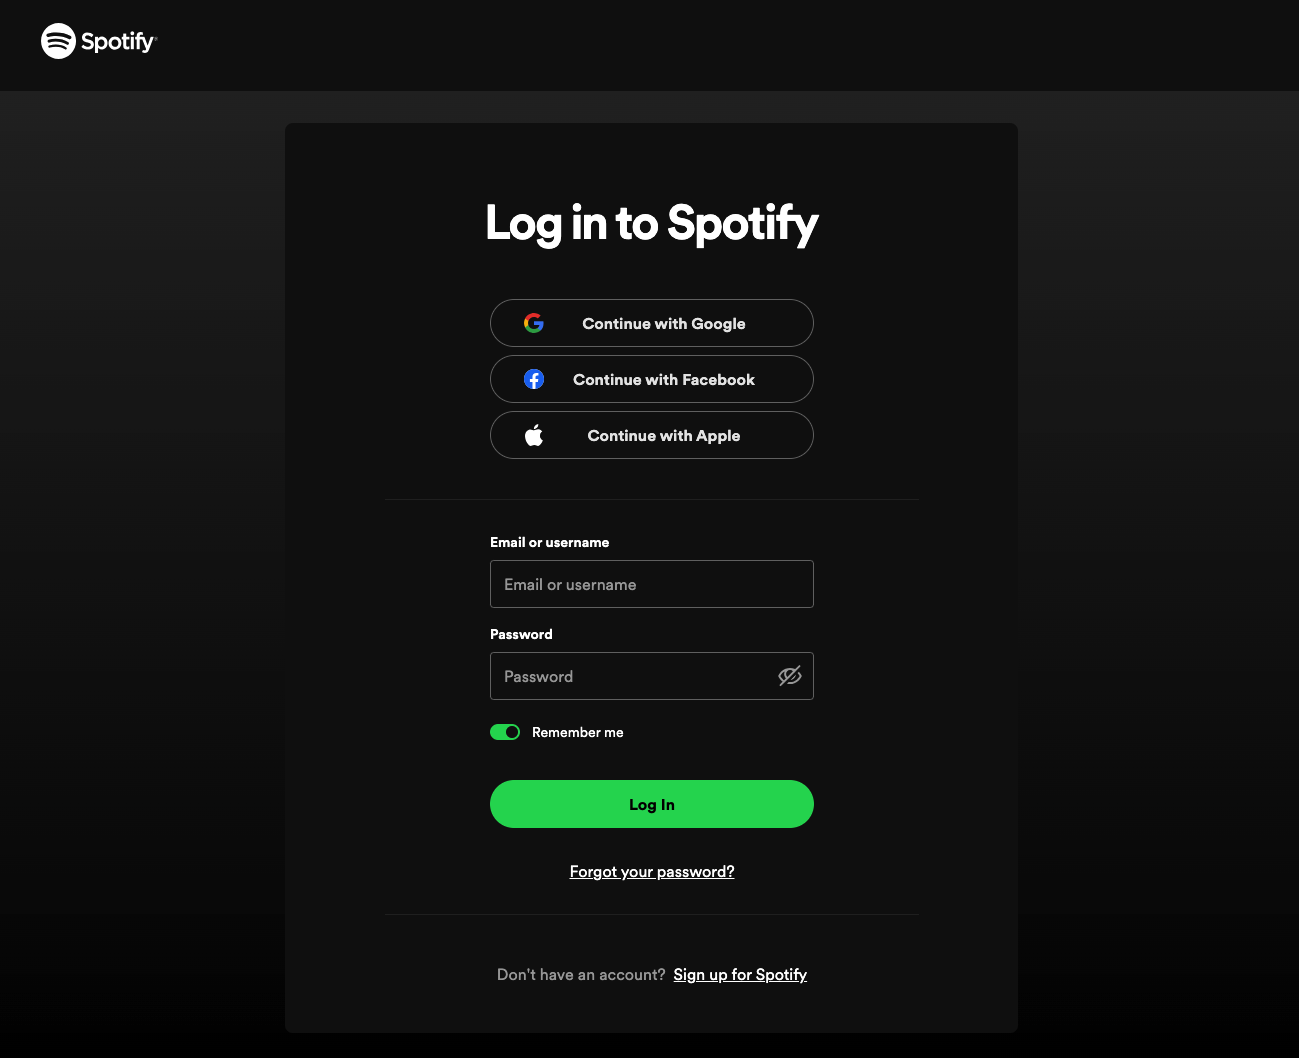 Spotify®
Log in to Spotify
Continue with Google
Continue with Facebook
Continue with Apple
Email or username
Email or username
Password
Password
Remember me
Log In
Forgot your password?
Don't have an account? Sign up for Spotify